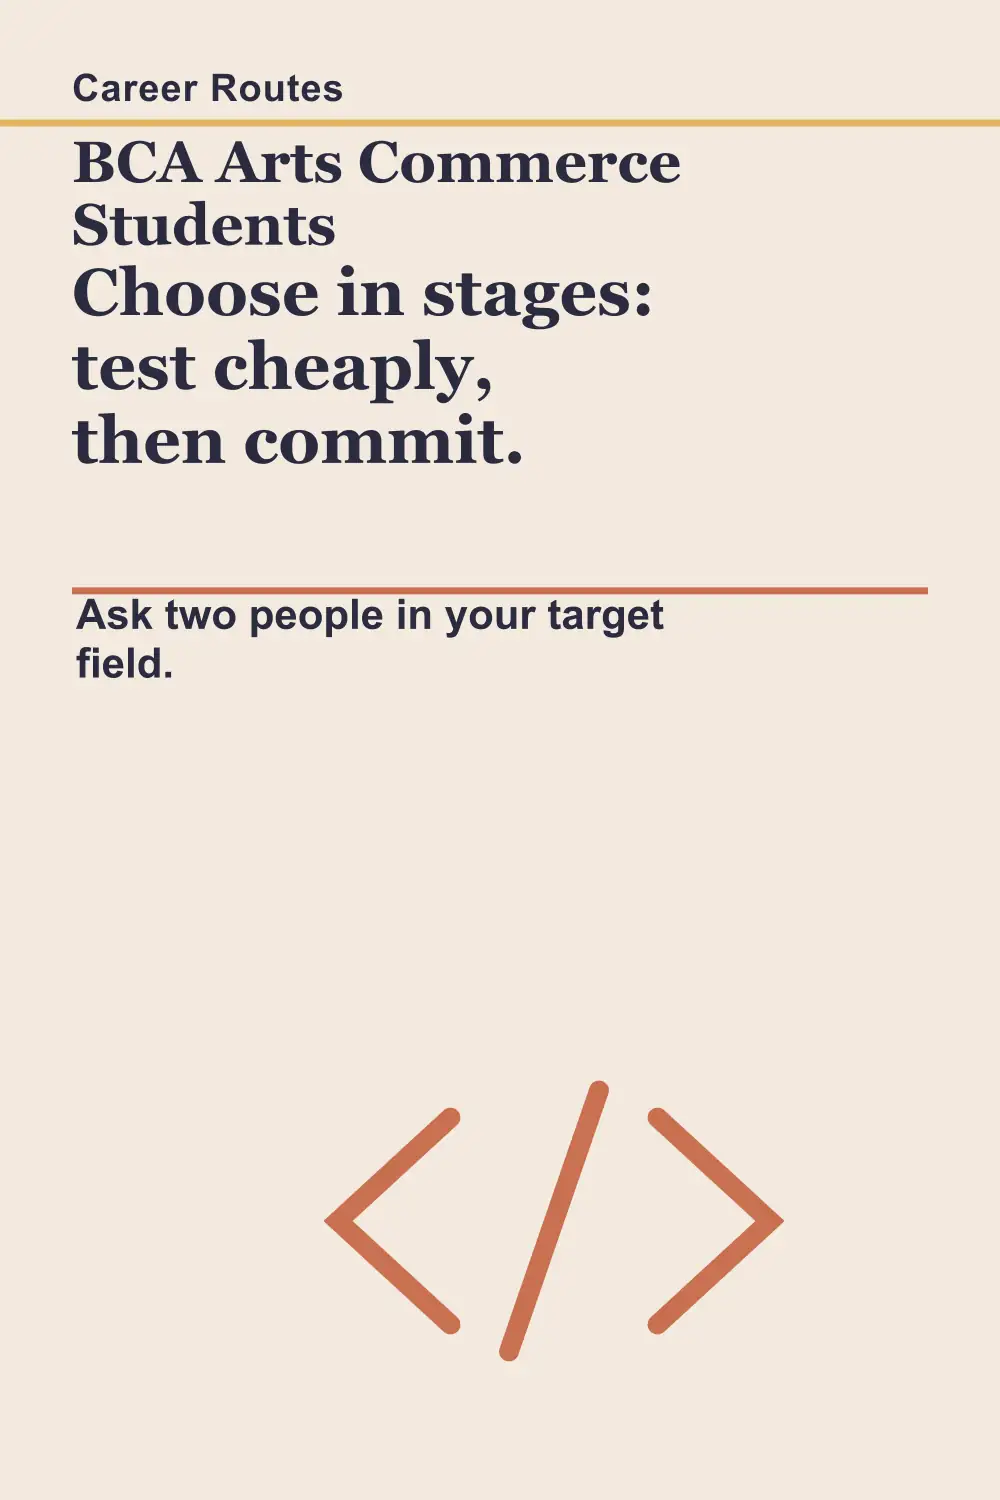 Career Routes
BCA Arts Commerce
Students
Choose in stages:
test cheaply,
then commit.
Ask two people in your target
field.